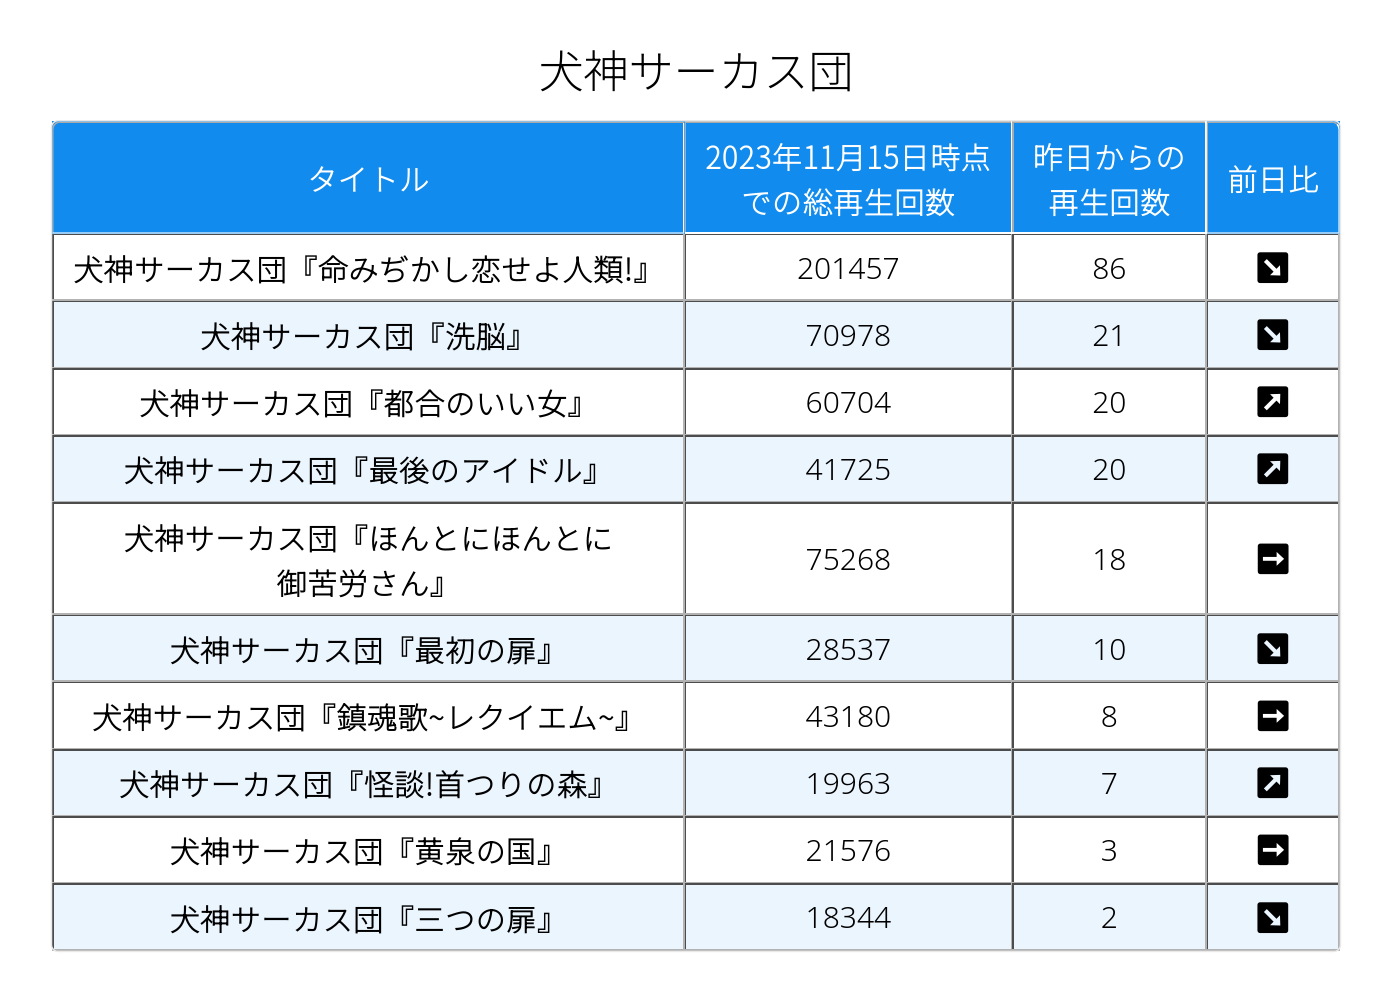 犬神サーカス団
タイトル
2023年11月15日時点
での総再生回数
昨日からの
再生回数
前日比
犬神サーカス団『命みぢかし恋せよ人類!』 201457 86 ↘
犬神サーカス団『洗脳』 70978 21 ↘
犬神サーカス団『都合のいい女』 60704 20 ↗
犬神サーカス団『最後のアイドル』 41725 20 ↗
犬神サーカス団『ほんとにほんとに
御苦労さん』 75268 18 →
犬神サーカス団『最初の扉』 28537 10 ↘
犬神サーカス団『鎮魂歌~レクイエム~』 43180 8 →
犬神サーカス団『怪談!首つりの森』 19963 7 ↗
犬神サーカス団『黄泉の国』 21576 3 →
犬神サーカス団『三つの扉』 18344 2 ↘